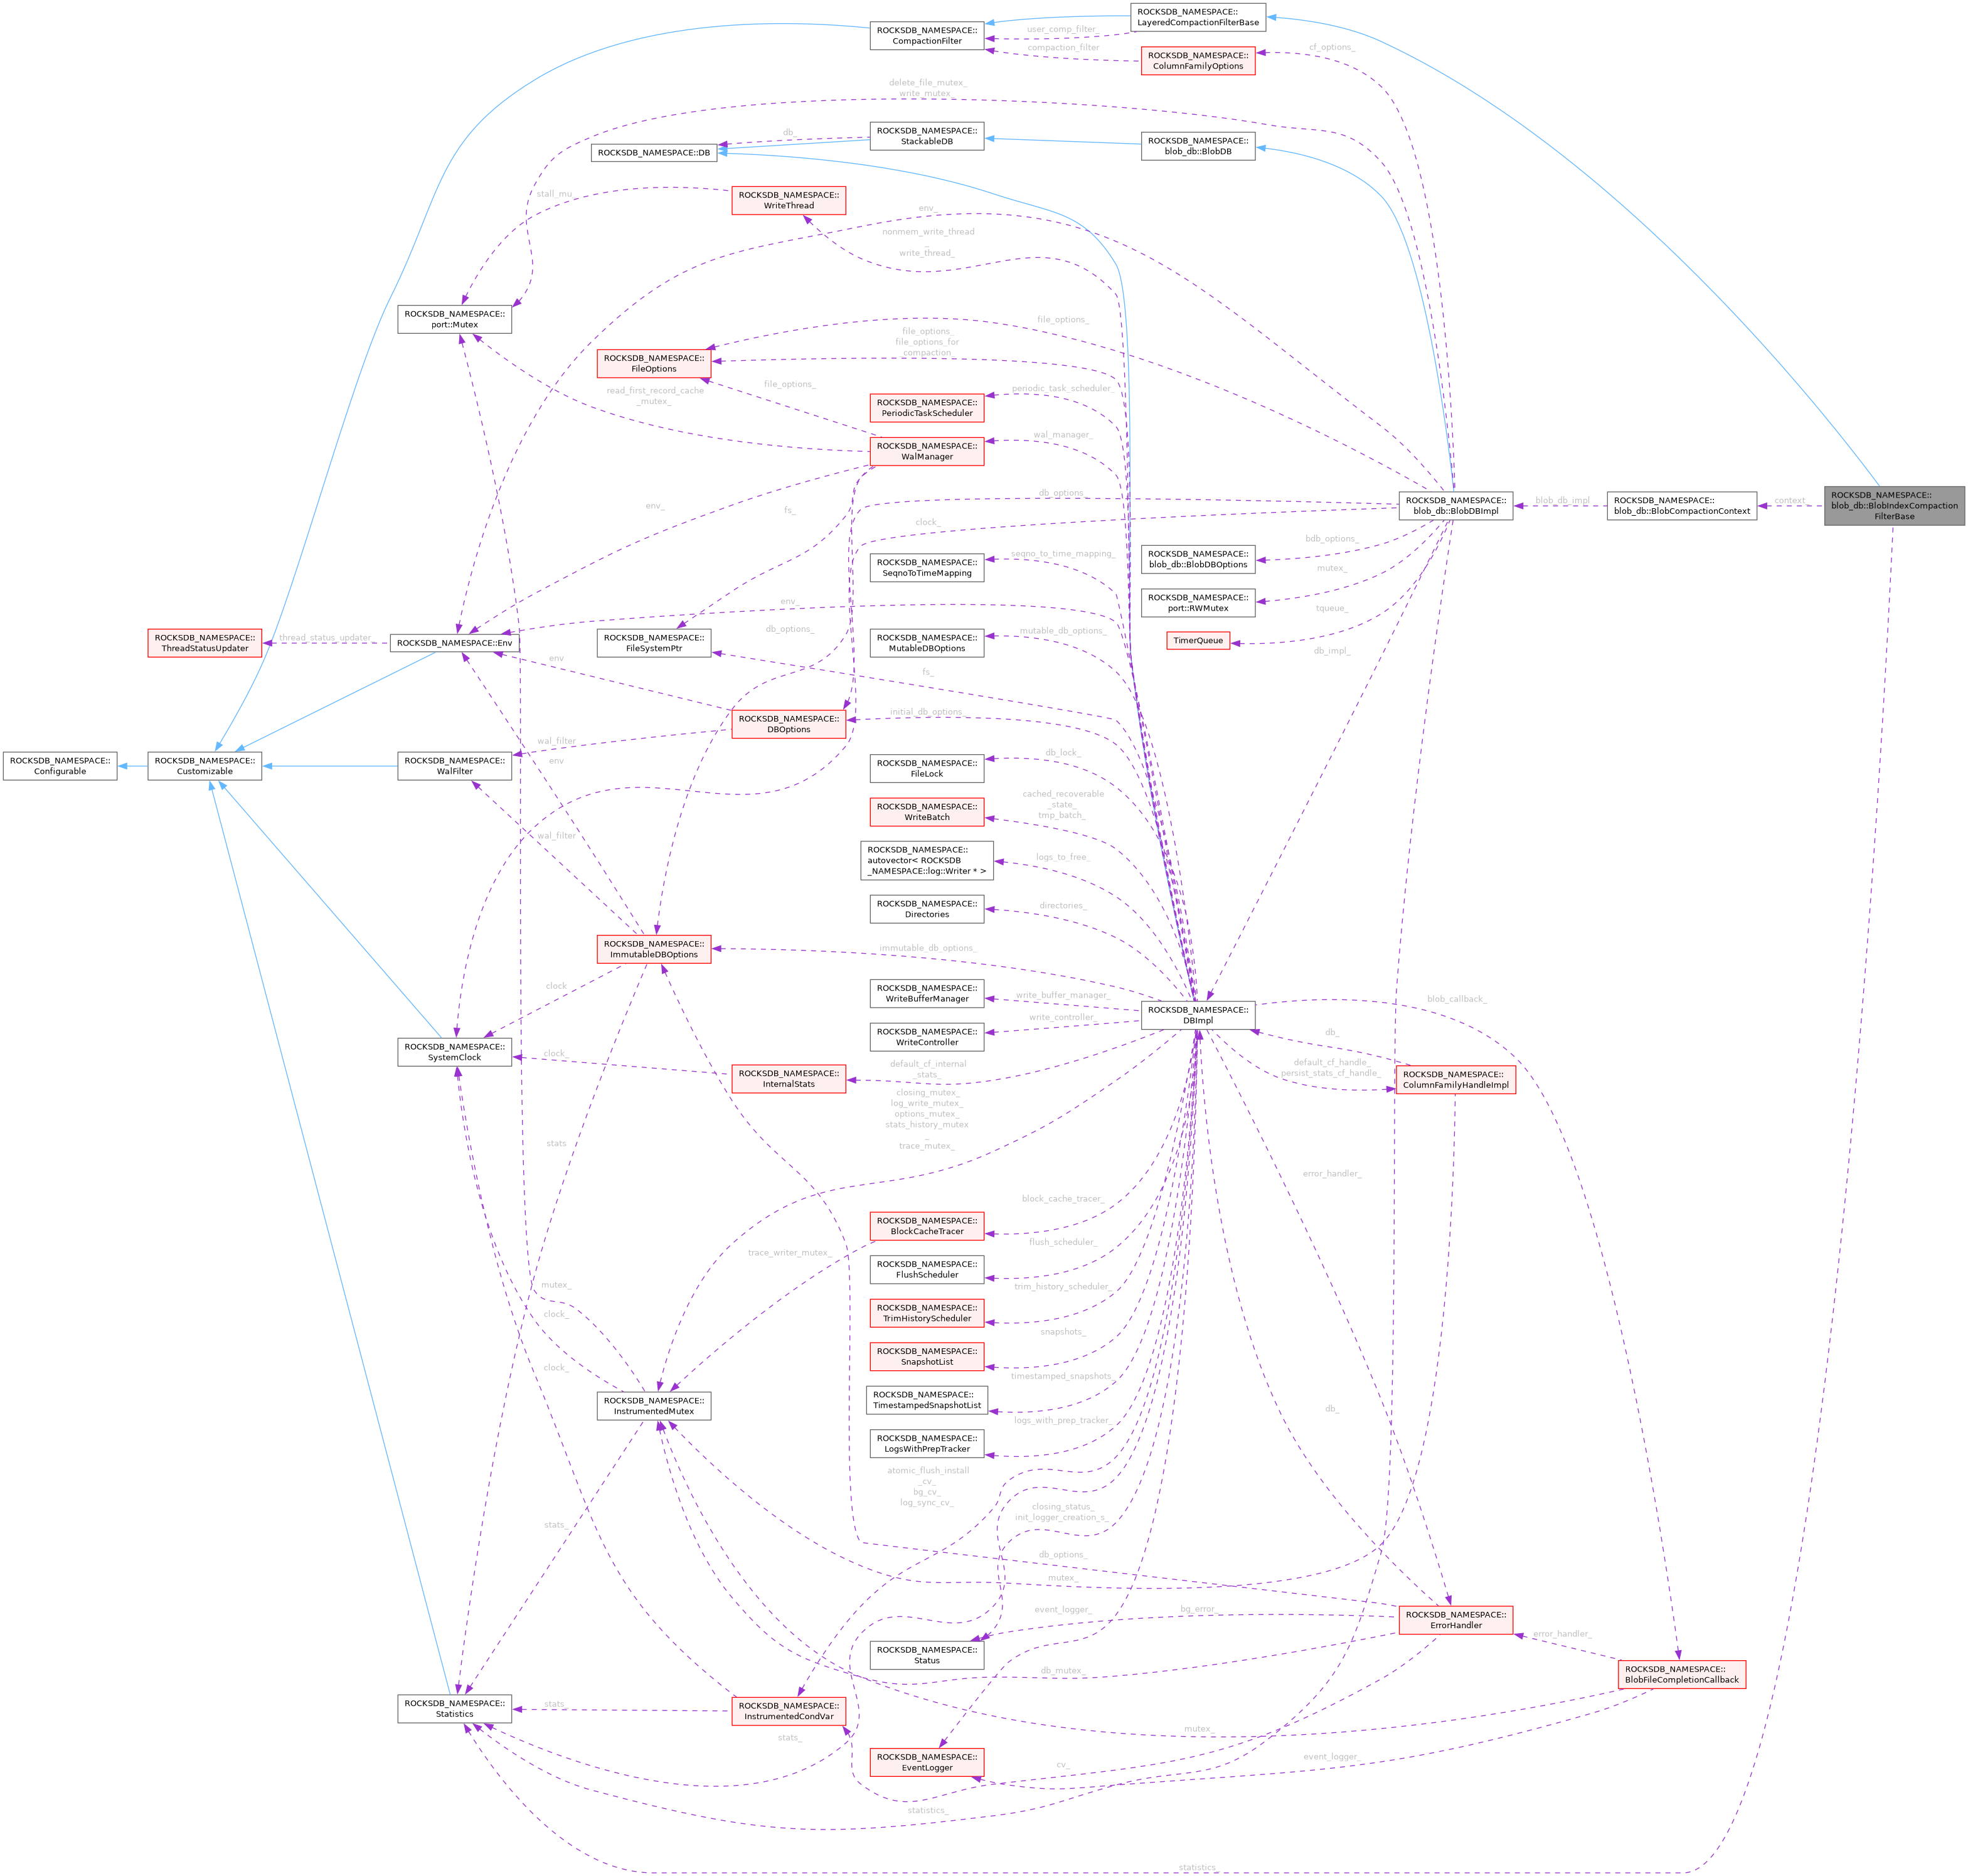 ROCKSDB_NAMESPACE::
LayeredCompactionFilterBase
ROCKSDB_NAMESPACE::
CompactionFilter
user_comp_filter_
compaction_filter
cf_options_
ROCKSDB_NAMESPACE::
ColumnFamilyOptions
delete_file_mutex_
write_mutex_
ROCKSDB_NAMESPACE::
StackableDB
db_
ROCKSDB_NAMESPACE::DB
ROCKSDB_NAMESPACE::
blob_db::BlobDB
ROCKSDB_NAMESPACE::
WriteThread
stall_mu_
env_
nonmem_write_thread
_
write_thread_
ROCKSDB_NAMESPACE::
port::Mutex
file_options_
file_options_
file_options_for
_compaction_
ROCKSDB_NAMESPACE::
FileOptions
file_options_
read_first_record_cache
_mutex_
periodic_task_scheduler_
ROCKSDB_NAMESPACE::
PeriodicTaskScheduler
wal_manager_
ROCKSDB_NAMESPACE::
WalManager
db_options_
ROCKSDB_NAMESPACE::
blob_db::BlobDBImpl
blob_db_impl_
ROCKSDB_NAMESPACE::
blob_db::BlobCompactionContext
context_
ROCKSDB_NAMESPACE::
blob_db::BlobIndexCompaction
FilterBase
env_
fs_
clock_
bdb_options_
ROCKSDB_NAMESPACE::
blob_db::BlobDBOptions
seqno_to_time_mapping_
ROCKSDB_NAMESPACE::
SeqnoToTimeMapping
mutex_
ROCKSDB_NAMESPACE::
port::RWMutex
env_
tqueue_
TimerQueue
ROCKSDB_NAMESPACE::
ThreadStatusUpdater
thread_status_updater_
ROCKSDB_NAMESPACE::Env
ROCKSDB_NAMESPACE::
FileSystemPtr
db_options_
ROCKSDB_NAMESPACE::
MutableDBOptions
mutable_db_options_
db_impl_
env
fs_
initial_db_options_
ROCKSDB_NAMESPACE::
DBOptions
wal_filter
env
ROCKSDB_NAMESPACE::
Configurable
ROCKSDB_NAMESPACE::
Customizable
ROCKSDB_NAMESPACE::
WalFilter
db_lock_
ROCKSDB_NAMESPACE::
FileLock
cached_recoverable
_state_
tmp_batch_
ROCKSDB_NAMESPACE::
WriteBatch
wal_filter
ROCKSDB_NAMESPACE::
autovector< ROCKSDB
_NAMESPACE::log::Writer * >
logs_to_free_
ROCKSDB_NAMESPACE::
Directories
directories_
ROCKSDB_NAMESPACE::
ImmutableDBOptions
immutable_db_options_
clock
ROCKSDB_NAMESPACE::
WriteBufferManager
write_buffer_manager_
ROCKSDB_NAMESPACE::
DBImpl
blob_callback_
ROCKSDB_NAMESPACE::
WriteController
write_controller_
db_
ROCKSDB_NAMESPACE::
SystemClock
clock_
ROCKSDB_NAMESPACE::
InternalStats
default_cf_internal
_stats_
default_cf_handle_
persist_stats_cf_handle_
ROCKSDB_NAMESPACE::
ColumnFamilyHandleImpl
closing_mutex_
log_write_mutex_
options_mutex_
stats_history_mutex
_
trace_mutex_
stats
error_handler_
block_cache_tracer_
ROCKSDB_NAMESPACE::
BlockCacheTracer
trace_writer_mutex_
flush_scheduler_
ROCKSDB_NAMESPACE::
FlushScheduler
mutex_
clock_
trim_history_scheduler_
ROCKSDB_NAMESPACE::
TrimHistoryScheduler
snapshots_
ROCKSDB_NAMESPACE::
SnapshotList
clock_
timestamped_snapshots_
ROCKSDB_NAMESPACE::
TimestampedSnapshotList
ROCKSDB_NAMESPACE::
InstrumentedMutex
db_
logs_with_prep_tracker_
ROCKSDB_NAMESPACE::
LogsWithPrepTracker
atomic_flush_install
_cv_
bg_cv_
log_sync_cv_
closing_status_
init_logger_creation_s_
stats_
db_options_
mutex_
event_logger_
bg_error_
ROCKSDB_NAMESPACE::
ErrorHandler
error_handler_
ROCKSDB_NAMESPACE::
Status
db_mutex_
ROCKSDB_NAMESPACE::
BlobFileCompletionCallback
ROCKSDB_NAMESPACE::
Statistics
stats_
ROCKSDB_NAMESPACE::
InstrumentedCondVar
stats_
mutex_
ROCKSDB_NAMESPACE::
EventLogger
cv_
event_logger_
statistics_
statistics_